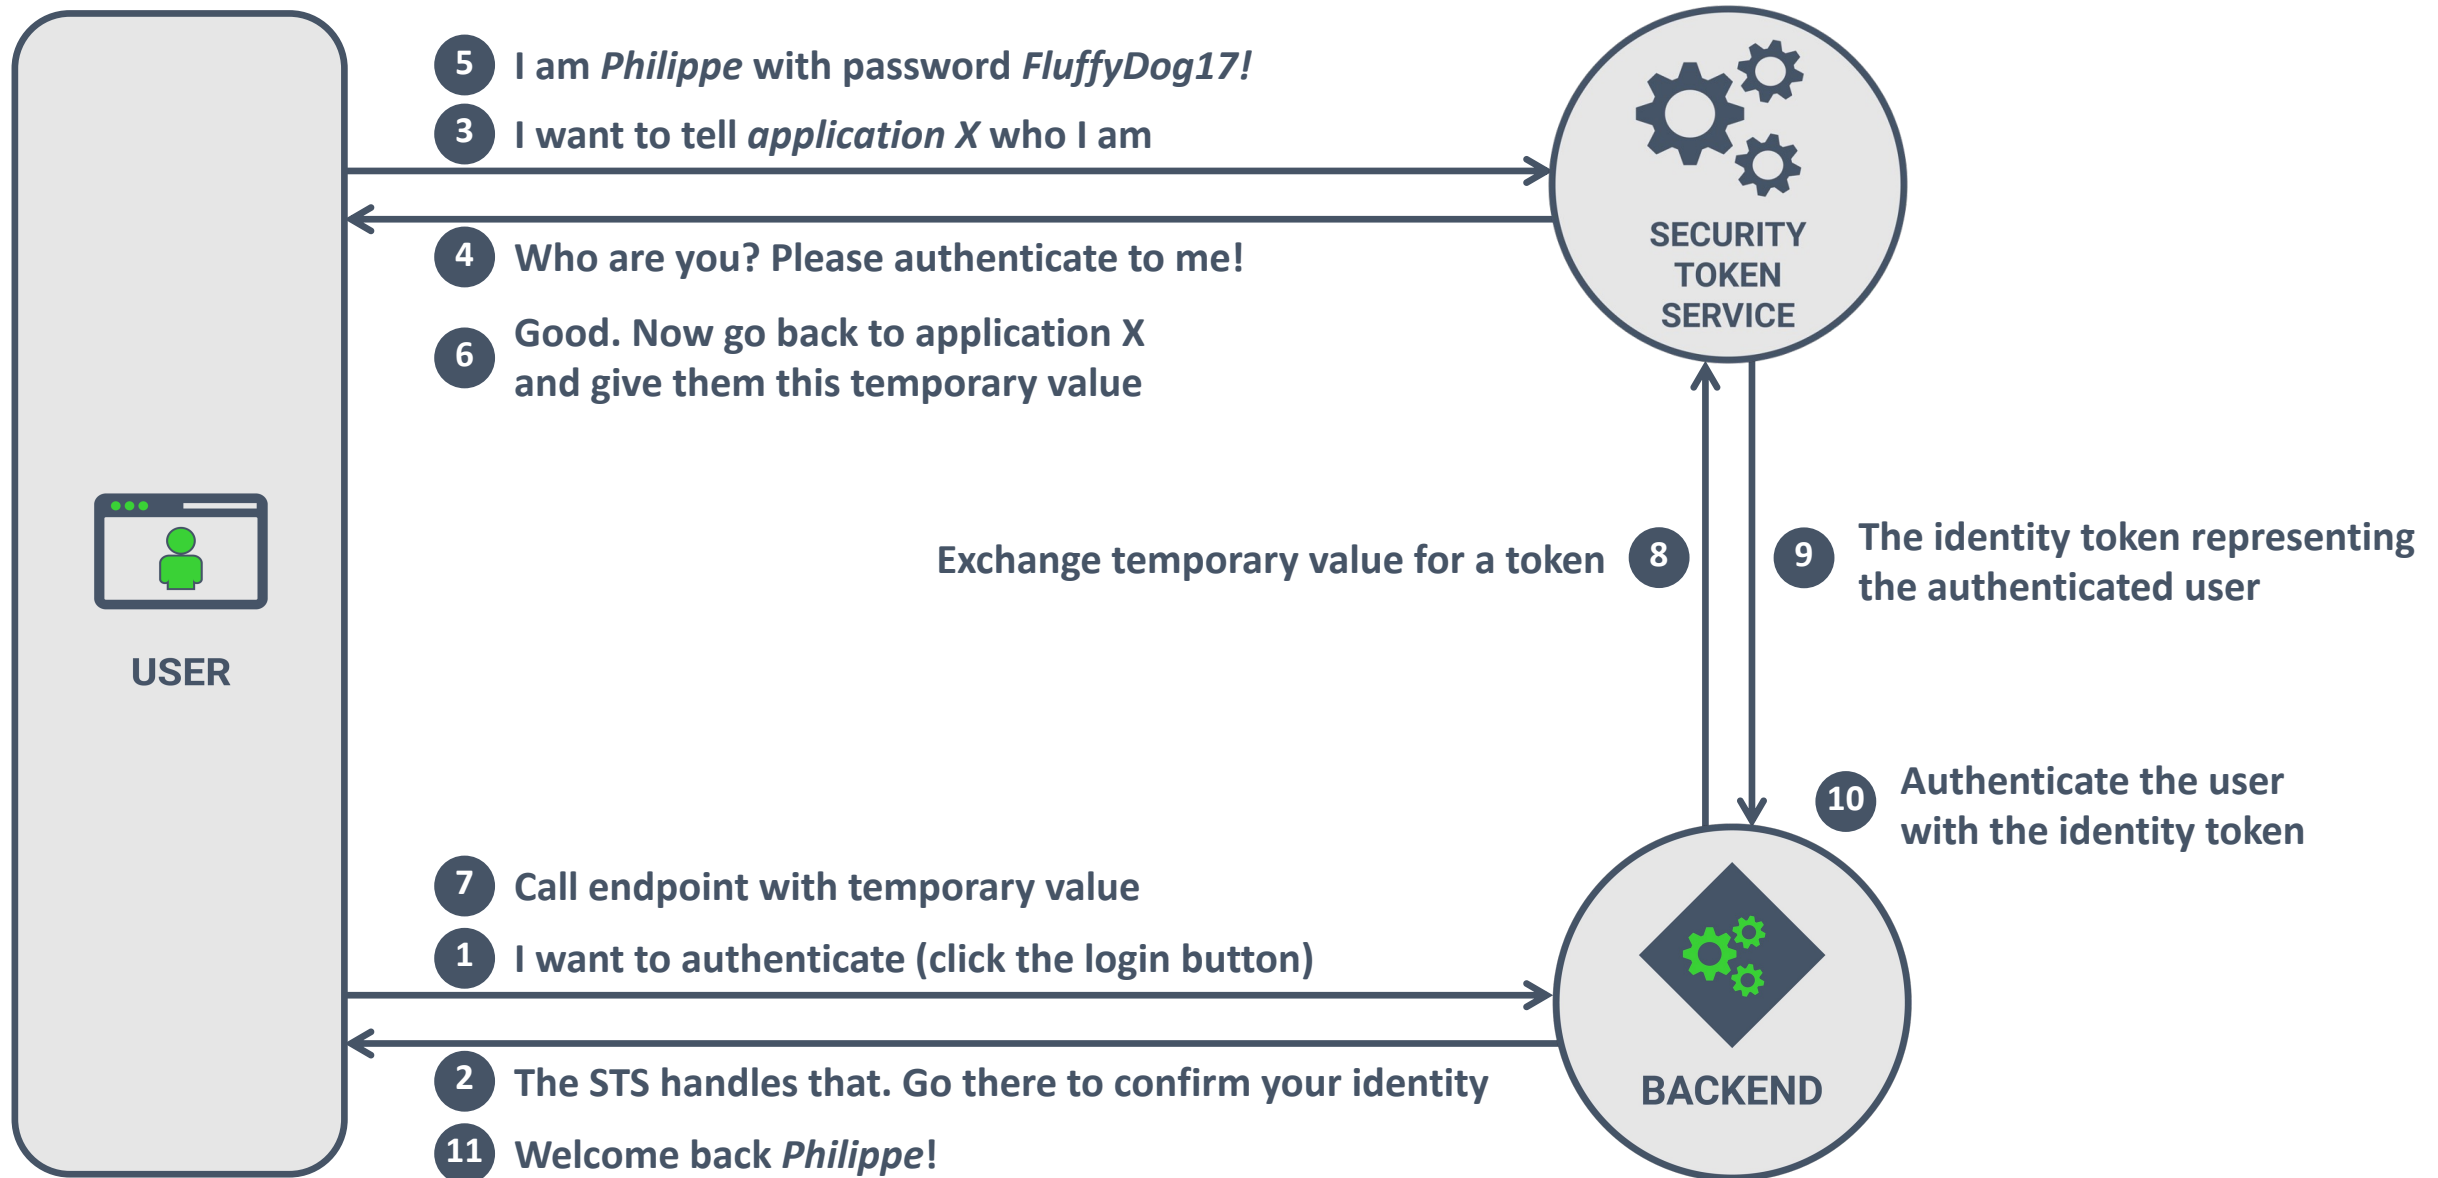 5 I am Philippe with password FluffyDog17!
3 I want to tell application X who I am
4 Who are you? Please authenticate to me!
6 Good. Now go back to application X
and give them this temporary value
SECURITY
TOKEN
SERVICE
USER
Exchange temporary value for a token 8
9 The identity token representing
the authenticated user
10 Authenticate the user
with the identity token
7 Call endpoint with temporary value
1 I want to authenticate (click the login button)
2 The STS handles that. Go there to confirm your identity
11 Welcome back Philippe!
BACKEND